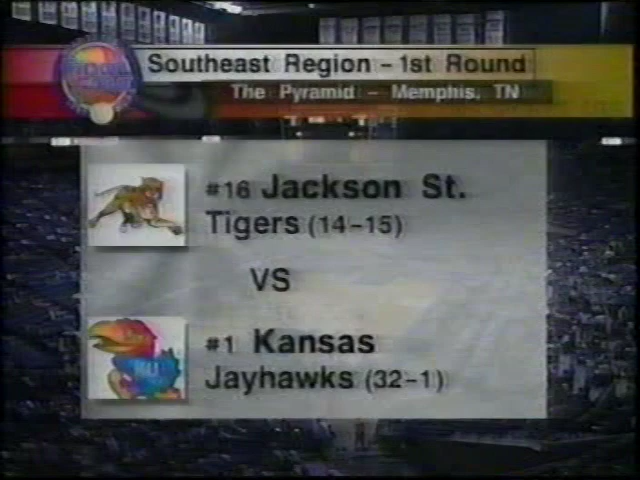 Southeast Region - 1st Round
The Pyramid - Memphis, TN
#16 Jackson St.
Tigers (14-15)
VS
#1 Kansas
Jayhawks (32-1)